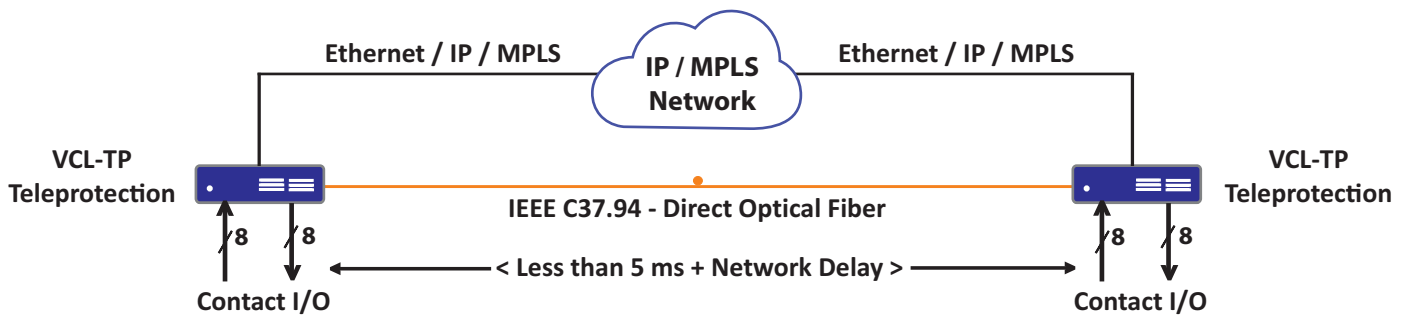 Ethernet / IP / MPLS
IP / MPLS
Network
Ethernet / IP / MPLS
VCL-TP
Teleprotection
VCL-TP
Teleprotection
IEEE C37.94 - Direct Optical Fiber
8
8
8
8
< Less than 5 ms + Network Delay >
Contact I/O
Contact I/O